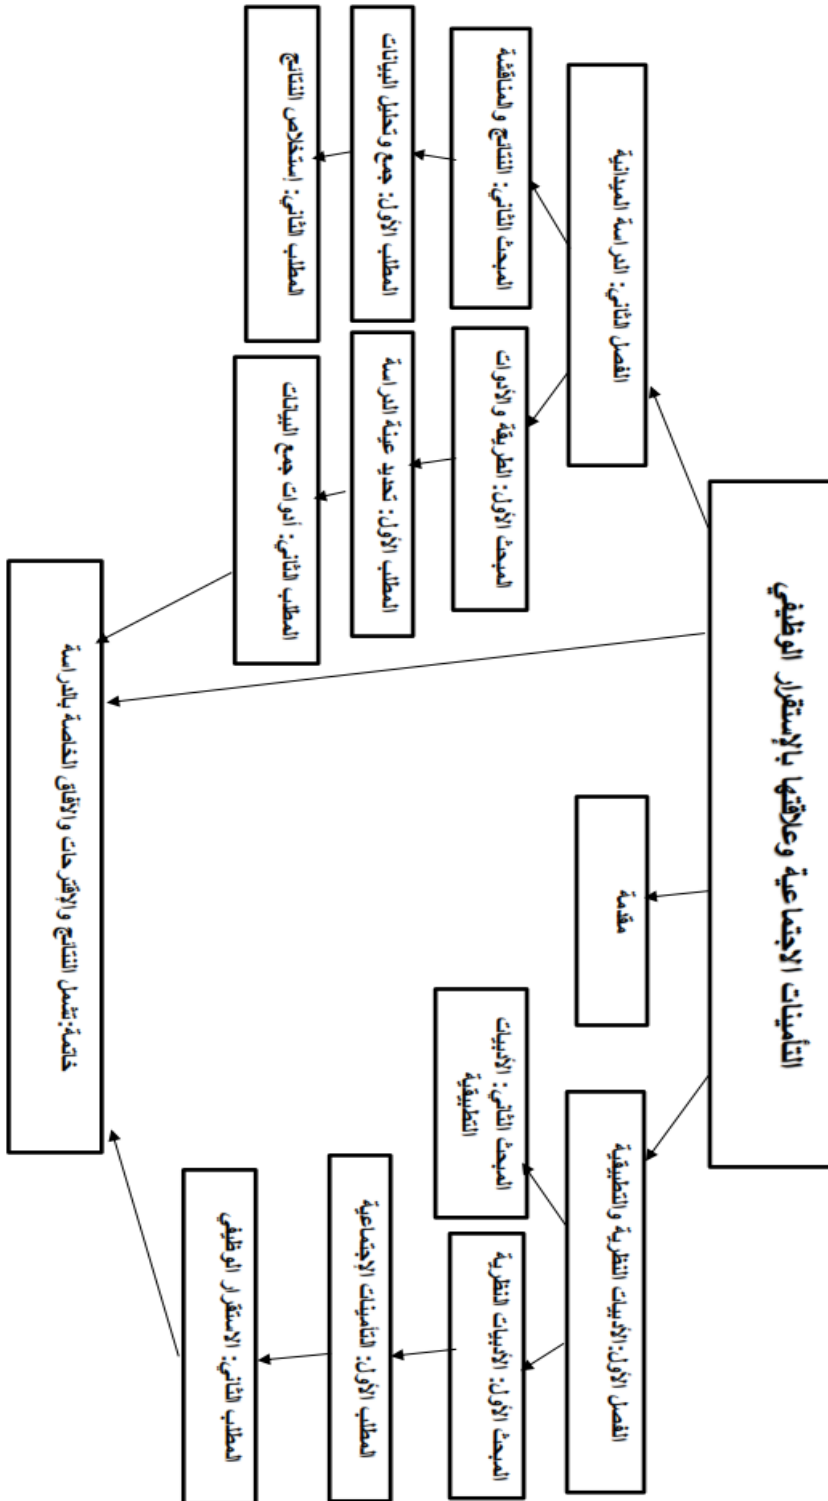 التأمينات الاجتماعية وعلاقتها بالإستقرار الوظيفي
الفصل الأول:الأدبيات النظرية والتطبيقية
مقدمة
الفصل الثاني: الدراسة الميدانية
المبحث الأول: الأدبيات النظرية
المبحث الثاني: الأدبيات
التطبيقية
المبحث الأول: الطريقة والأدوات
المبحث الثاني: النتائج والمناقشة
المطلب الأول: التأمينات الإجتماعية
المطلب الأول: تحديد عينة الدراسة
المطلب الأول: جمع وتحليل البيانات
المطلب الثاني: الاستقرار الوظيفي
المطلب الثاني: أدوات جمع البيانات
المطلب الثاني: إستخلاص النتائج
خاتمة:تشمل النتائج والإقترحات والآفاق الخاصة بالدراسة